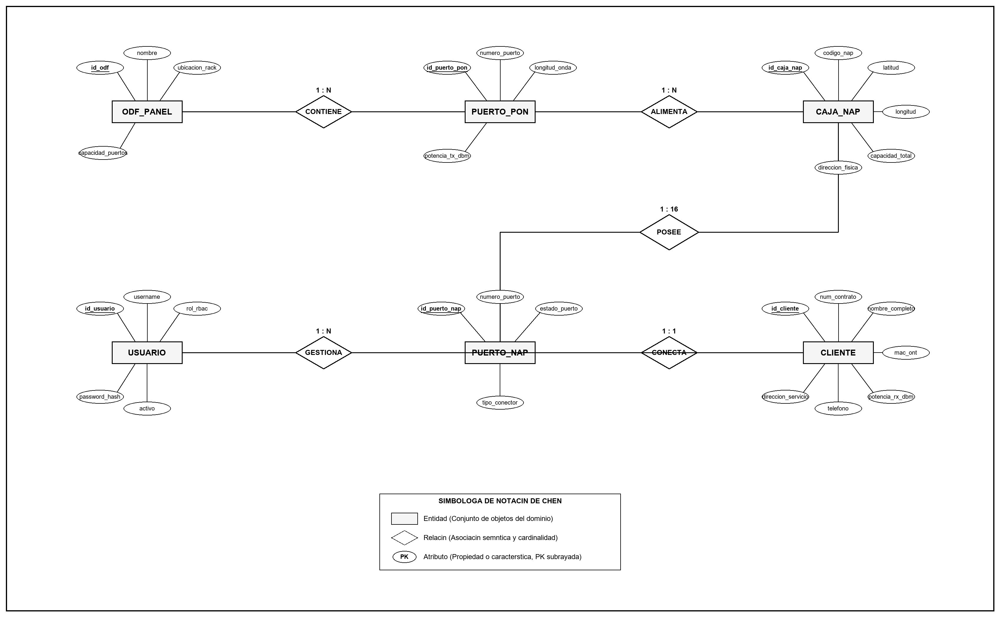 nombre
numero_puerto
codigo_nap
id_odf
ubicacion_rack
id_puerto_pon
longitud_onda
id_caja_nap
latitud
1 : N
1 : N
ODF_PANEL
CONTIENE
PUERTO_PON
ALIMENTA
CAJA_NAP
longitud
capacidad_puertos
potencia_tx_dbm
capacidad_total
direccion_fisica
1 : 16
POSEE
username
numero_puerto
num_contrato
id_usuario
rol_rbac
id_puerto_nap
estado_puerto
id_cliente
nombre_completo
1 : N
1 : 1
USUARIO
GESTIONA
PUERTO_NAP
CONECTA
CLIENTE
mac_ont
password_hash
direccion_servicio
potencia_rx_dbm
activo
tipo_conector
telefono
SIMBOLOGA DE NOTACIN DE CHEN
Entidad (Conjunto de objetos del dominio)
Relacin (Asociacin semntica y cardinalidad)
PK
Atributo (Propiedad o caracterstica, PK subrayada)